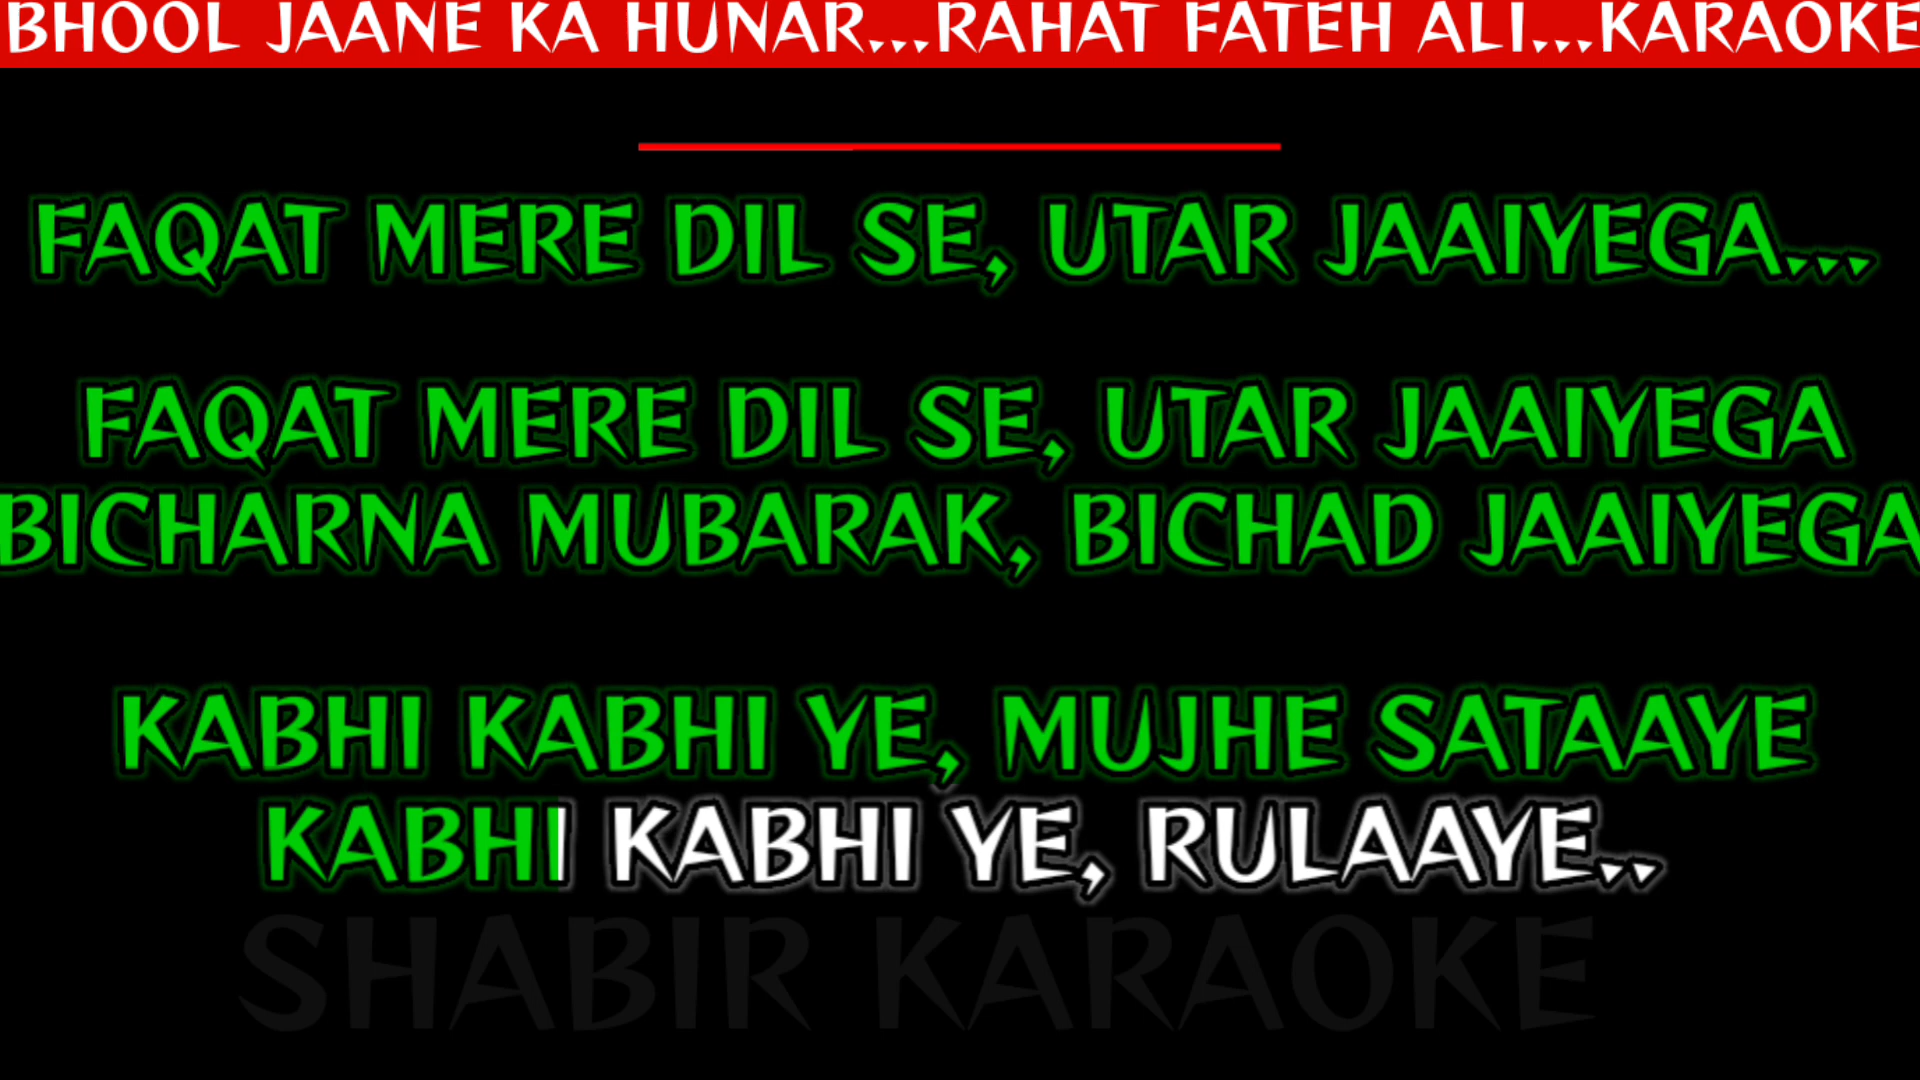 BHOOL JAANE KA HUNAR...RAHAT FATEH ALI...KARAOKE
FAQAT MERE DIL SE, UTAR JAAIYEGA...
FAQAT MERE DIL SE, UTAR JAAIYEGA
BICHARNA MUBARAK, BICHAD JAAIYEGA
KABHI KABHI YE, MUJHE SATAAYE
KABHI KABHI YE, RULAAYE..
SHABIR KARAOKE